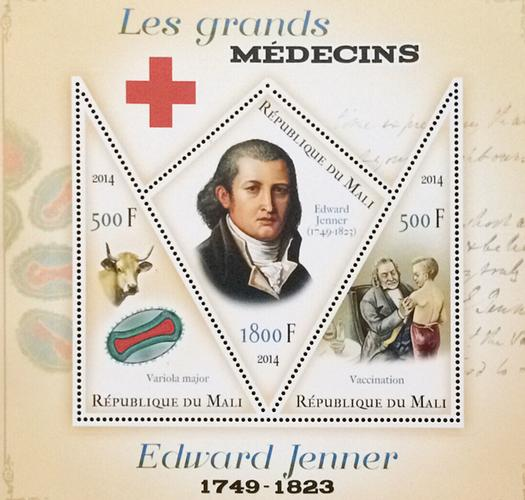 Les grands
MÉDECINS
2014
500 F
Variola major
RÉPUBLIQUE DU MALI
RÉPUBLIQUE DU MALI
Edward
Jenner
(1749-1823)
1800 F
2014
2014
500 F
Vaccination
RÉPUBLIQUE DU MALI
Edward Jenner
1749-1823